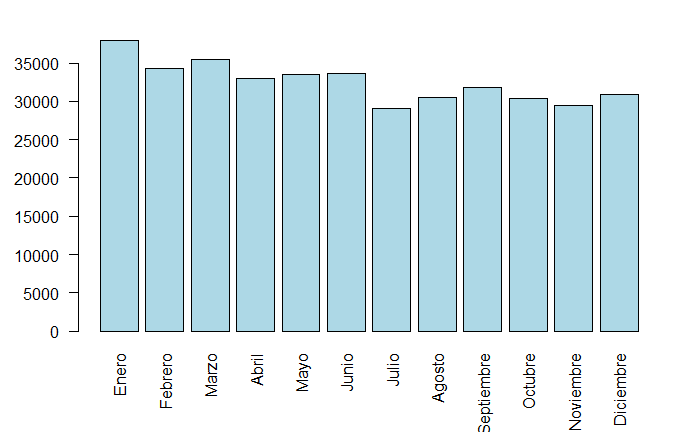 35000
30000
25000
20000
15000
10000
5000
0
Enero
Febrero
Marzo
Abril
Mayo
Junio
Julio
Agosto
Septiembre
Octubre
Noviembre
Diciembre